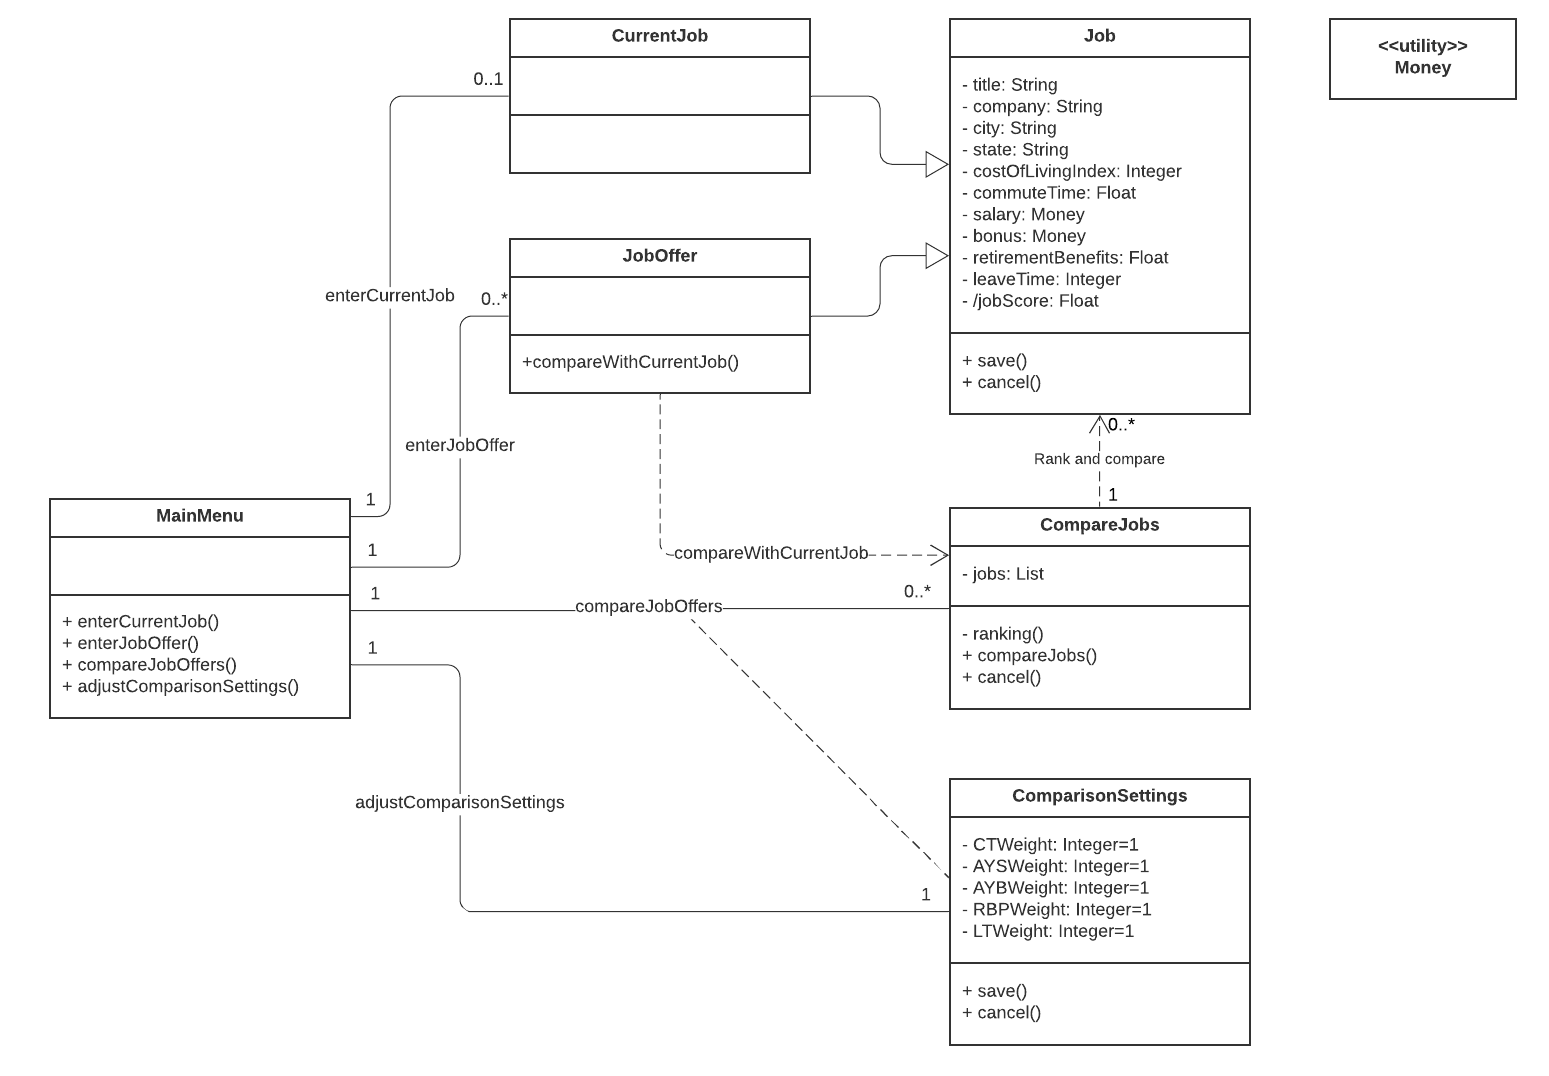 CurrentJob
0..1
Job
- title: String
- company: String
- city: String
- state: String
- costOfLivingIndex: Integer
- commuteTime: Float
- salary: Money
- bonus: Money
- retirementBenefits: Float
- leaveTime: Integer
- /jobScore: Float
+ save()
+ cancel()
<<utility>>
Money
JobOffer
+compareWithCurrentJob()
enterCurrentJob
0..*
enterJobOffer
0..*
Rank and compare
1
MainMenu
+ enterCurrentJob()
+ enterJobOffer()
+ compareJobOffers()
+ adjustComparisonSettings()
1
1
1
1
compareWithCurrentJob
compareJobOffers
0..*
CompareJobs
- jobs: List
- ranking()
+ compareJobs()
+ cancel()
adjustComparisonSettings
1
ComparisonSettings
- CTWeight: Integer=1
- AYSWeight: Integer=1
- AYBWeight: Integer=1
- RBPWeight: Integer=1
- LTWeight: Integer=1
+ save()
+ cancel()